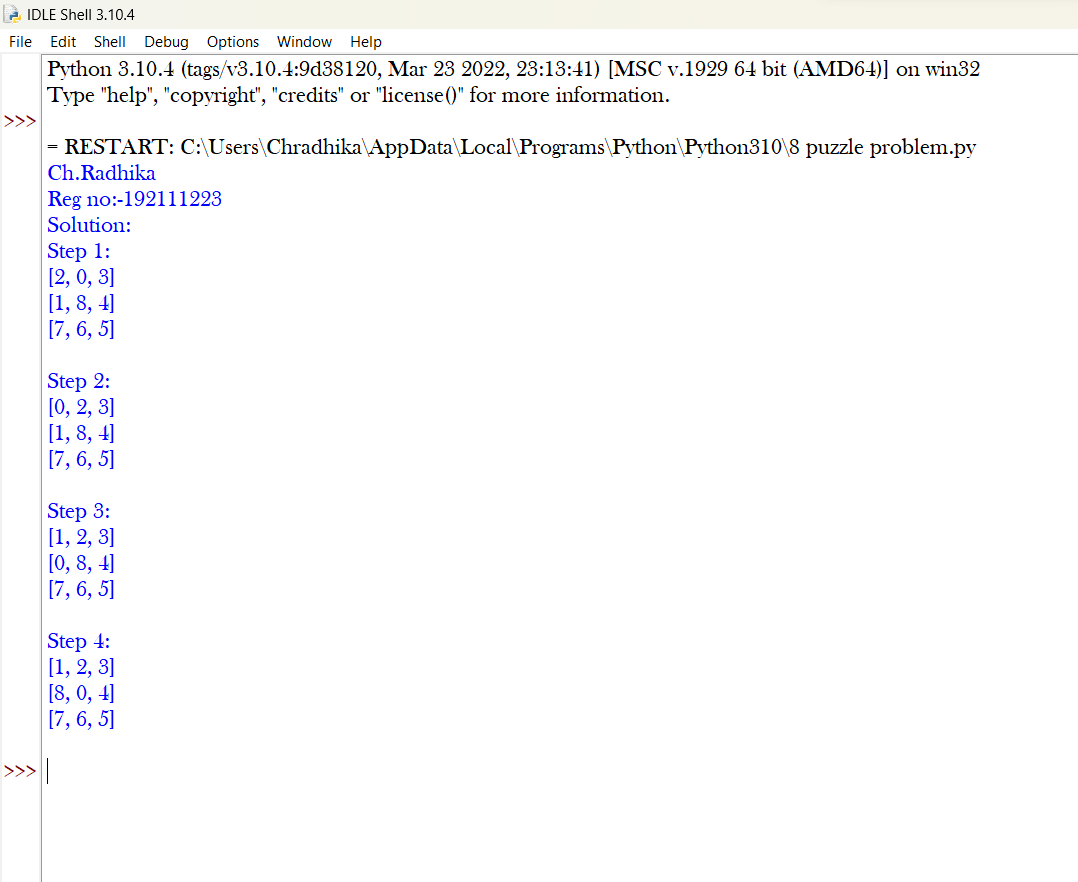 IDLE Shell 3.10.4
File Edit Shell Debug Options Window Help
Python 3.10.4 (tags/v3.10.4:9d38120, Mar 23 2022, 23:13:41) [MSC v.1929 64 bit (AMD64)] on win32
Type "help", "copyright", "credits" or "license()" for more information.
>>>
= RESTART: C:\Users\Chradhika\AppData\Local\Programs\Python\Python310\8 puzzle problem.py
Ch.Radhika
Reg no:-192111223
Solution:
Step 1:
[2, 0, 3]
[1, 8, 4]
[7, 6, 5]
Step 2:
[0, 2, 3]
[1, 8, 4]
[7, 6, 5]
Step 3:
[1, 2, 3]
[0, 8, 4]
[7, 6, 5]
Step 4:
[1, 2, 3]
[8, 0, 4]
[7, 6, 5]
>>>